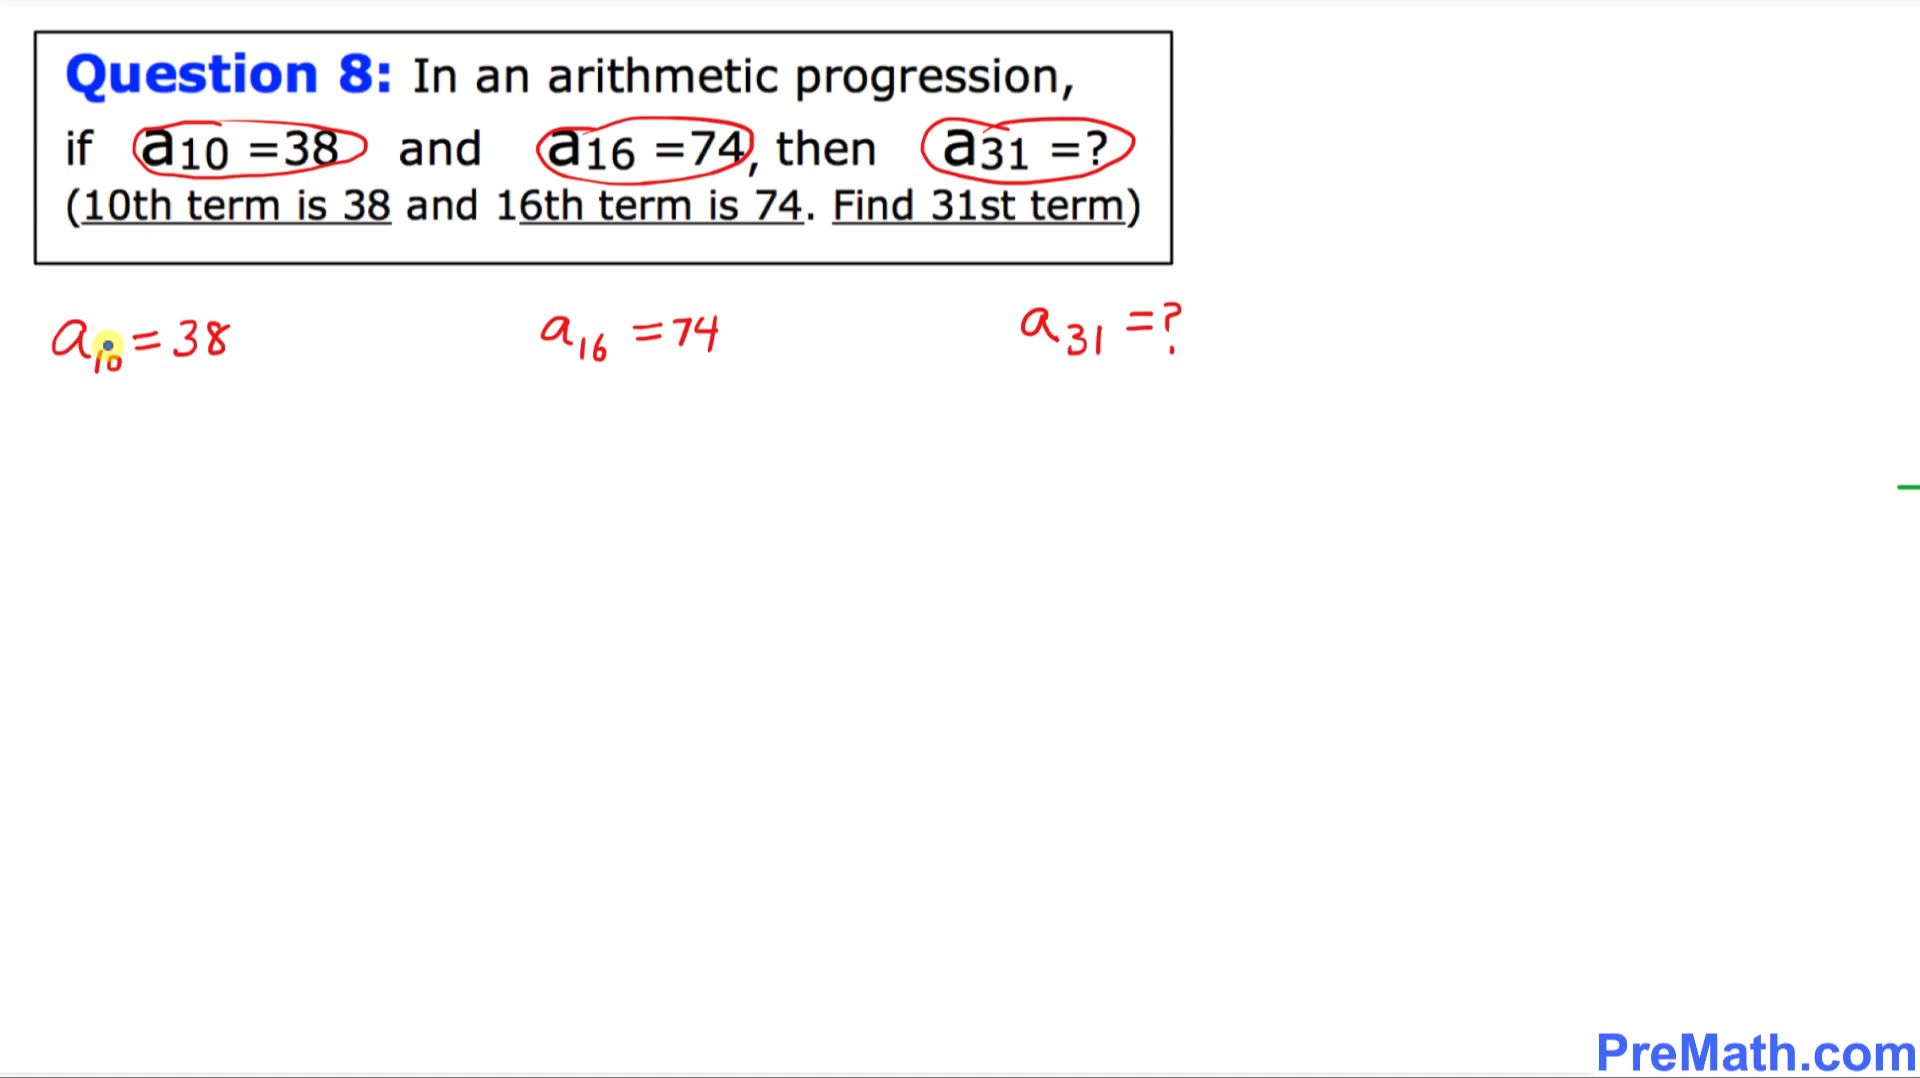 Question 8: In an arithmetic progression,
if a10 =38 and a16 =74, then a31 =?
(10th term is 38 and 16th term is 74. Find 31st term)
a10 = 38 a16 = 74 a31 = ?
PreMath.com